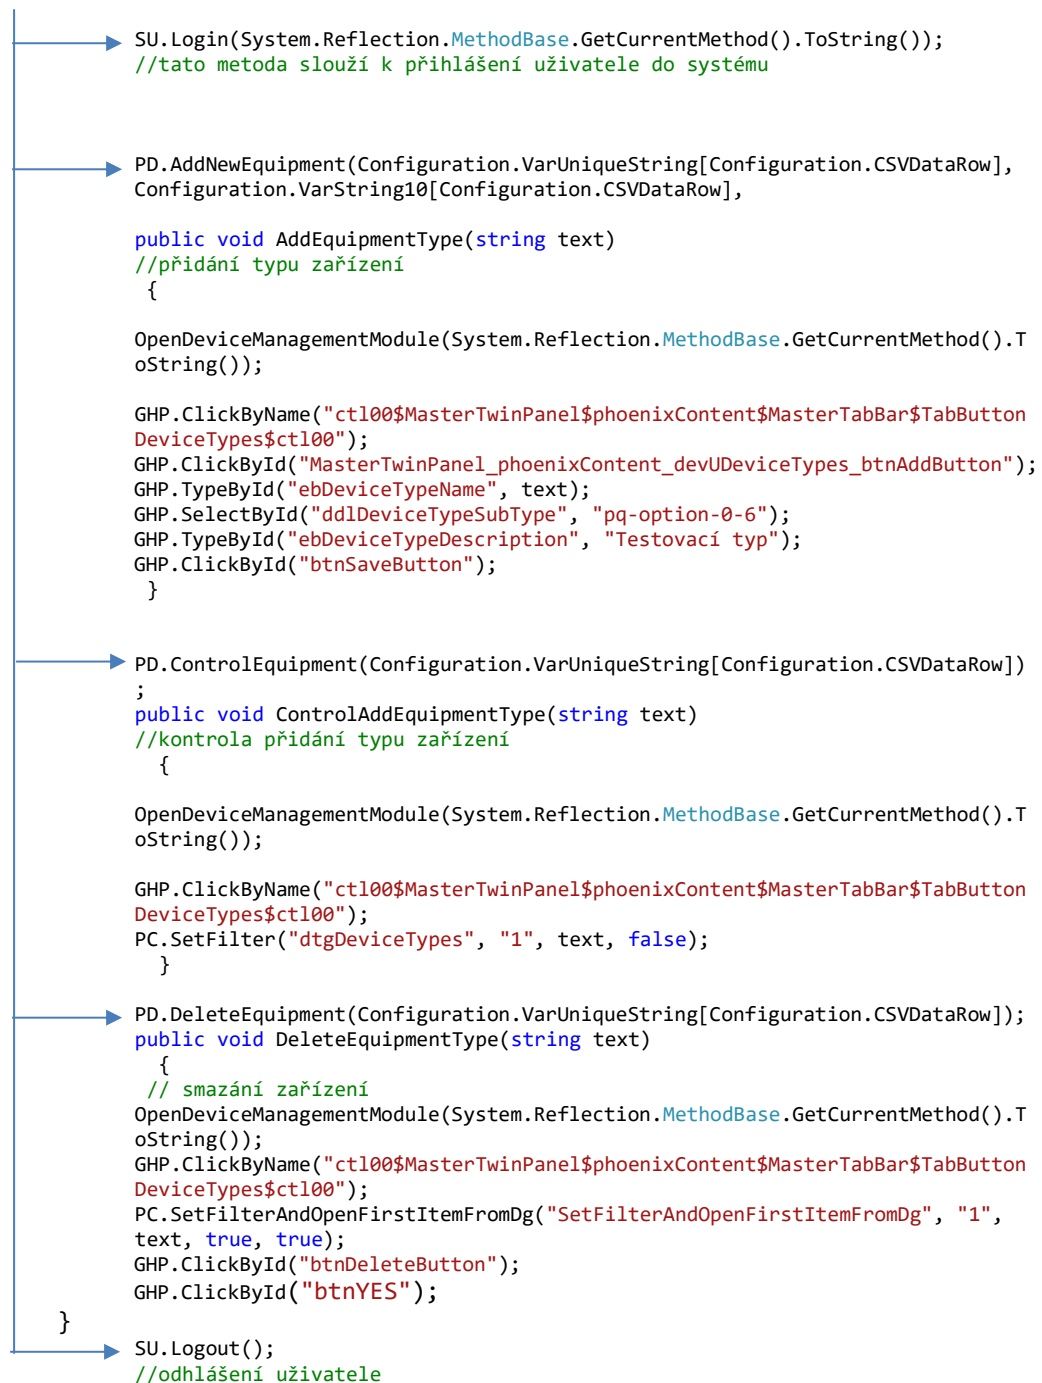 SU.Login(System.Reflection.MethodBase.GetCurrentMethod().ToString());
//tato metoda slouží k přihlášení uživatele do systému
PD.AddNewEquipment(Configuration.VarUniqueString[Configuration.CSVDataRow],
Configuration.VarString10[Configuration.CSVDataRow],
public void AddEquipmentType(string text)
//přidání typu zařízení
{
OpenDeviceManagementModule(System.Reflection.MethodBase.GetCurrentMethod().T
oString());
GHP.ClickByName("ctl00$MasterTwinPanel$phoenixContent$MasterTabBar$TabButton
DeviceTypes$ctl00");
GHP.ClickById("MasterTwinPanel_phoenixContent_devUDeviceTypes_btnAddButton");
GHP.TypeById("ebDeviceTypeName", text);
GHP.SelectById("ddlDeviceTypeSubType", "pq-option-0-6");
GHP.TypeById("ebDeviceTypeDescription", "Testovací typ");
GHP.ClickById("btnSaveButton");
}
PD.ControlEquipment(Configuration.VarUniqueString[Configuration.CSVDataRow])
;
public void ControlAddEquipmentType(string text)
//kontrola přidání typu zařízení
{
OpenDeviceManagementModule(System.Reflection.MethodBase.GetCurrentMethod().T
oString());
GHP.ClickByName("ctl00$MasterTwinPanel$phoenixContent$MasterTabBar$TabButton
DeviceTypes$ctl00");
PC.SetFilter("dtgDeviceTypes", "1", text, false);
}
PD.DeleteEquipment(Configuration.VarUniqueString[Configuration.CSVDataRow]);
public void DeleteEquipmentType(string text)
{
// smazání zařízení
OpenDeviceManagementModule(System.Reflection.MethodBase.GetCurrentMethod().T
oString());
GHP.ClickByName("ctl00$MasterTwinPanel$phoenixContent$MasterTabBar$TabButton
DeviceTypes$ctl00");
PC.SetFilterAndOpenFirstItemFromDg("SetFilterAndOpenFirstItemFromDg", "1",
text, true, true);
GHP.ClickById("btnDeleteButton");
GHP.ClickById("btnYES");
}
SU.Logout();
//odhlášení uživatele